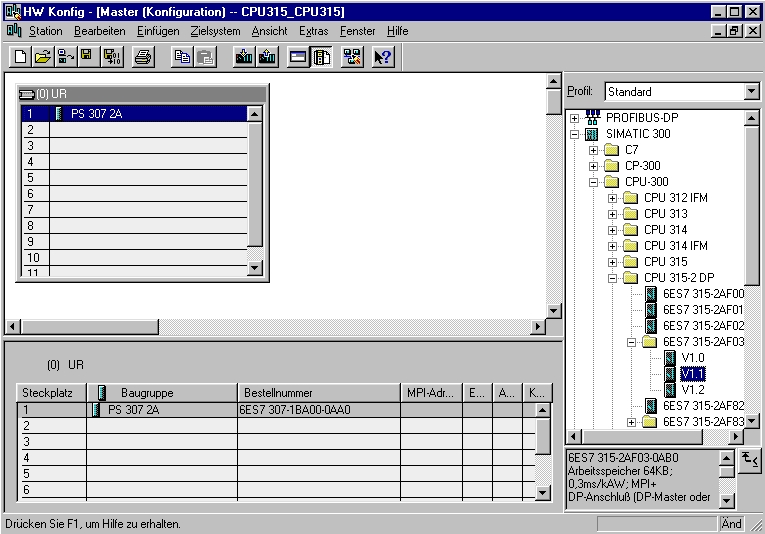 HW Konfig - [Master (Konfiguration) -- CPU315_CPU315]
Station Bearbeiten Einfügen Zielsystem Ansicht Extras Fenster Hilfe
(0) UR
1 PS 307 2A
2
3
4
5
6
7
8
9
10
11
Profil: Standard
PROFIBUS-DP
SIMATIC 300
C7
CP-300
CPU-300
CPU 312 IFM
CPU 313
CPU 314
CPU 314 IFM
CPU 315
CPU 315-2 DP
6ES7 315-2AF00
6ES7 315-2AF01
6ES7 315-2AF02
6ES7 315-2AF03
V1.0
V1.1
V1.2
6ES7 315-2AF82
6ES7 315-2AF83
(0) UR
Steckplatz Baugruppe Bestellnummer MPI-Adr... E... A... K...
1 PS 307 2A 6ES7 307-1BA00-0AA0
2
3
4
5
6
6ES7 315-2AF03-0AB0
Arbeitsspeicher 64KB;
0,3ms/kAW; MPI+
DP-Anschluß (DP-Master oder
Drücken Sie F1, um Hilfe zu erhalten.
Änd